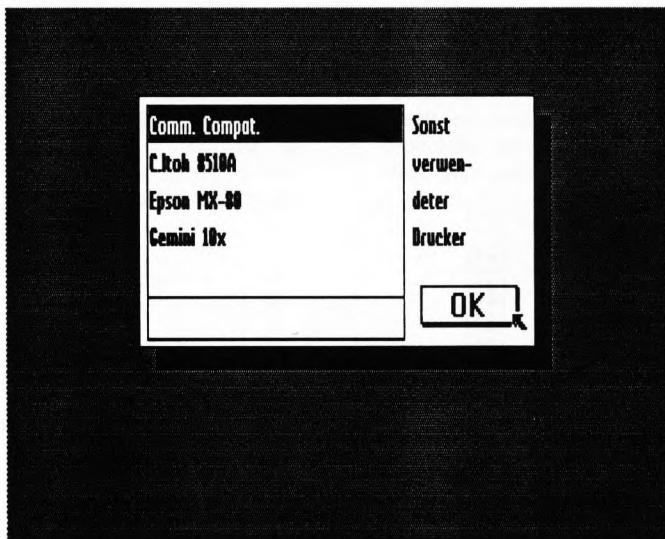 Comm. Compat.
C.Itoh 8510A
Epson MX-80
Gemini 10x
Sonst
verwen-
deter
Drucker
OK